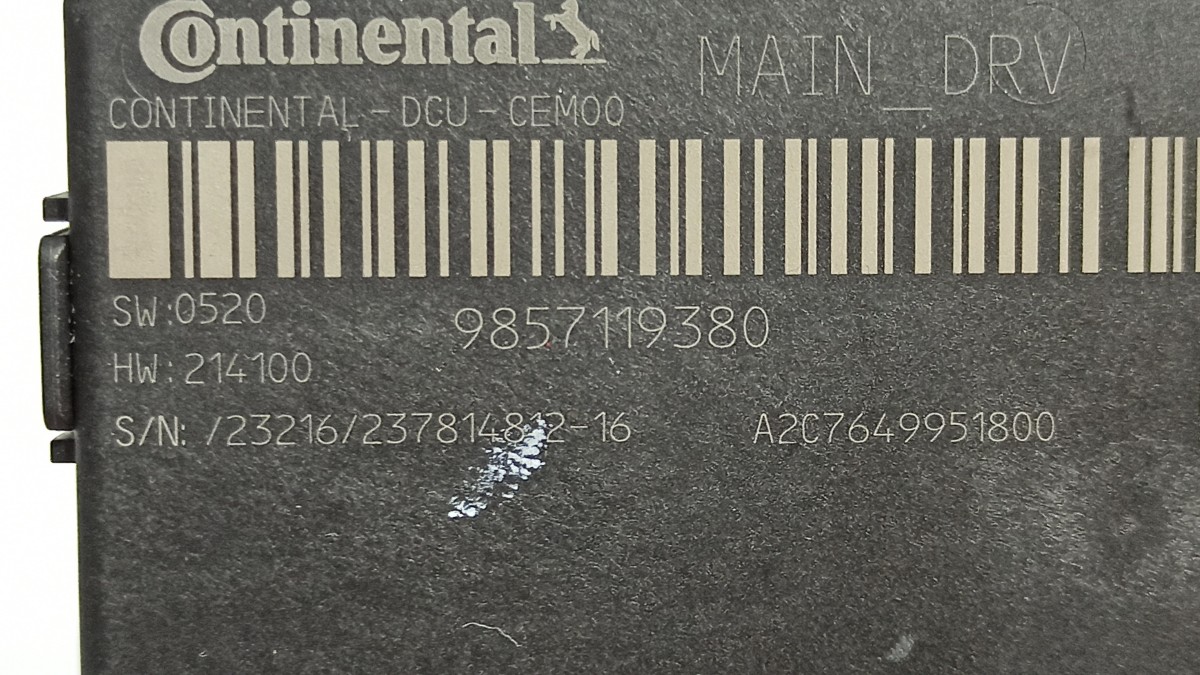 Continental
MAIN_DRV
CONTINENTAL-DCU-CEM00
SW:0520
9857119380
HW:214100
S/N: /23216/237814812-16
A2C7649951800